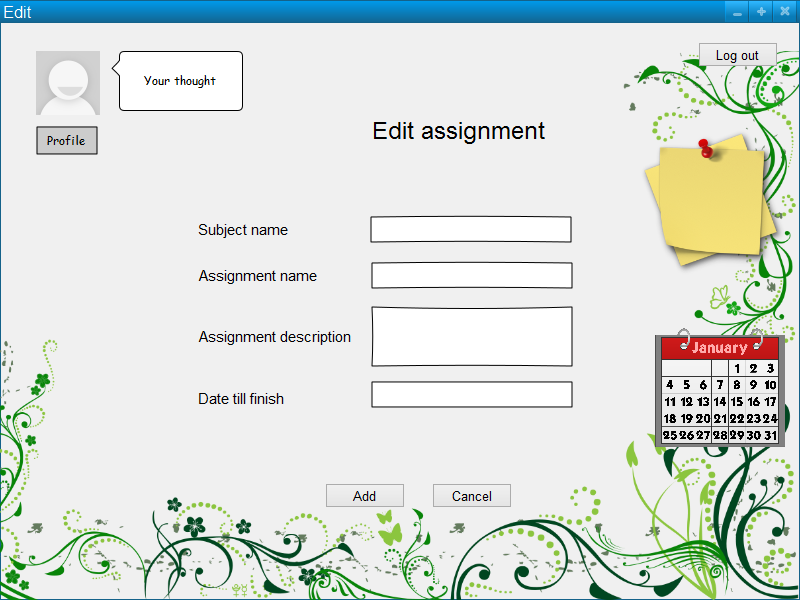 Edit
Log out
Your thought
Profile
Edit assignment
Subject name
Assignment name
Assignment description
Date till finish
January
1 2 3
4 5 6 7 8 9 10
11 12 13 14 15 16 17
18 19 20 21 22 23 24
25 26 27 28 29 30 31
Add
Cancel